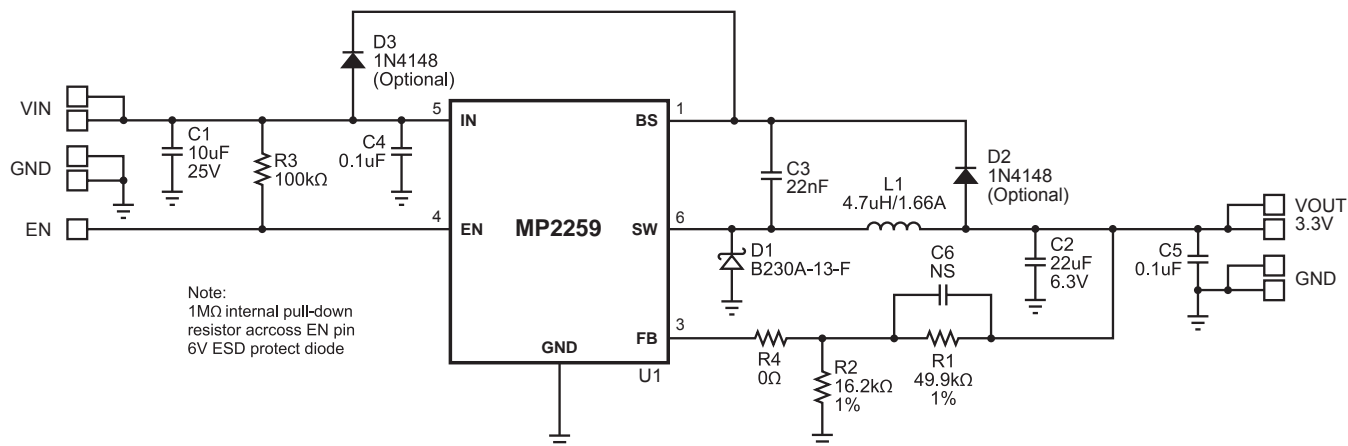 D3
1N4148
(Optional)
VIN
5
IN
BS
1
C1
10uF
25V
R3
100kΩ
C4
0.1uF
GND
C3
22nF
D2
1N4148
(Optional)
L1
4.7uH/1.66A
VOUT
3.3V
EN
4
EN
MP2259
SW
6
D1
B230A-13-F
C6
NS
C2
22uF
6.3V
C5
0.1uF
GND
Note:
1MΩ internal pull-down
resistor acrcoss EN pin
6V ESD protect diode
GND
FB
3
U1
R4
0Ω
R2
16.2kΩ
1%
R1
49.9kΩ
1%